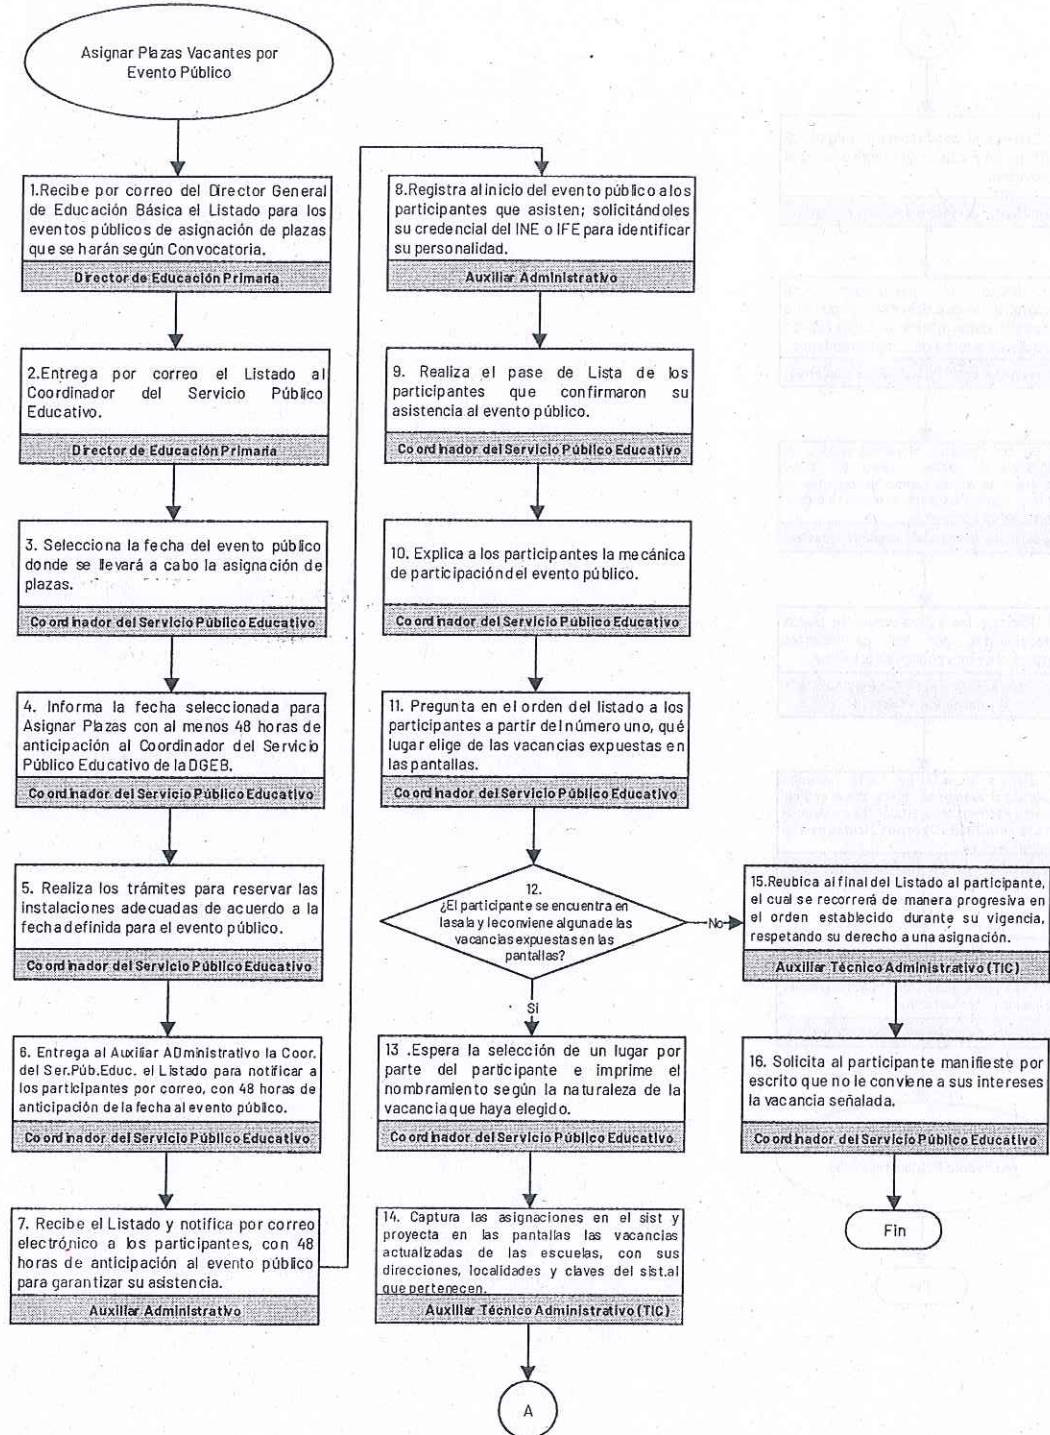 Asignar Plazas Vacantes por
Evento Público
1.Recibe por correo del Director General
de Educación Básica el Listado para los
eventos públicos de asignación de plazas
que se harán según Convocatoria.
Director de Educación Primaria
2.Entrega por correo el Listado al
Coordinador del Servicio Público
Educativo.
Director de Educación Primaria
3. Selecciona la fecha del evento público
donde se llevará a cabo la asignación de
plazas.
Coordinador del Servicio Público Educativo
4. Informa la fecha seleccionada para
Asignar Plazas con al menos 48 horas de
anticipación al Coordinador del Servicio
Público Educativo de la DGEB.
Coordinador del Servicio Público Educativo
5. Realiza los trámites para reservar las
instalaciones adecuadas de acuerdo a la
fecha definida para el evento público.
Coordinador del Servicio Público Educativo
6. Entrega al Auxiliar ADministrativo la Coor.
del Ser.Púb.Educ. el Listado para notificar a
los participantes por correo, con 48 horas de
anticipación de la fecha al evento público.
Coordinador del Servicio Público Educativo
7. Recibe el Listado y notifica por correo
electrónico a los participantes, con 48
horas de anticipación al evento público
para garantizar su asistencia.
Auxiliar Administrativo
8.Registra al inicio del evento público a los
participantes que asisten; solicitándoles
su credencial del INE o IFE para identificar
su personalidad.
Auxiliar Administrativo
9. Realiza el pase de Lista de los
participantes que confirmaron su
asistencia al evento público.
Coordinador del Servicio Público Educativo
10. Explica a los participantes la mecánica
de participación del evento público.
Coordinador del Servicio Público Educativo
11. Pregunta en el orden del listado a los
participantes a partir del número uno, qué
lugar elige de las vacancias expuestas en
las pantallas.
Coordinador del Servicio Público Educativo
12.
¿El participante se encuentra en
la sala y le conviene alguna de las
vacancias expuestas en las
pantallas?
No
Si
13 .Espera la selección de un lugar por
parte del participante e imprime el
nombramiento según la naturaleza de la
vacancia que haya elegido.
Coordinador del Servicio Público Educativo
14. Captura las asignaciones en el sist y
proyecta en las pantallas las vacancias
actualizadas de las escuelas, con sus
direcciones, localidades y claves del sist.al
que pertenecen.
Auxiliar Técnico Administrativo (TIC)
A
15.Reubica al final del Listado al participante,
el cual se recorrerá de manera progresiva en
el orden establecido durante su vigencia,
respetando su derecho a una asignación.
Auxiliar Técnico Administrativo (TIC)
16. Solicita al participante manifieste por
escrito que no le conviene a sus intereses
la vacancia señalada.
Coordinador del Servicio Público Educativo
Fin